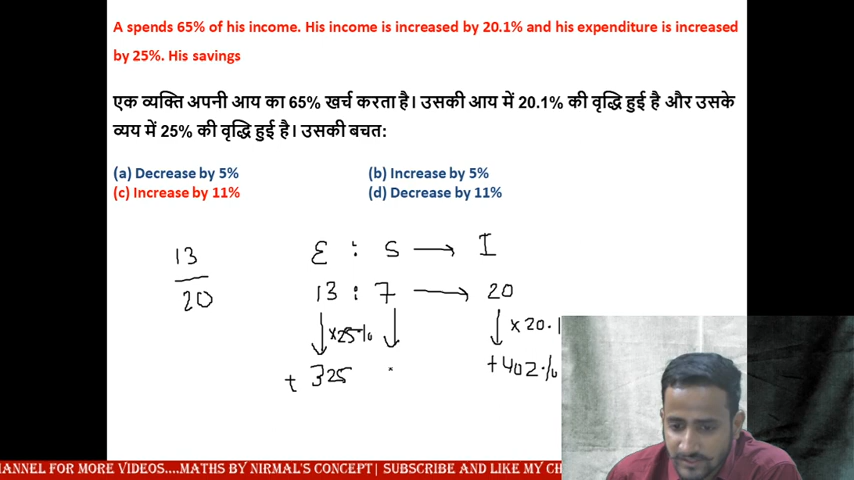 A spends 65% of his income. His income is increased by 20.1% and his expenditure is increased
by 25%. His savings
एक व्यक्ति अपनी आय का 65% खर्च करता है। उसकी आय में 20.1% की वृद्धि हुई है और उसके
व्यय में 25% की वृद्धि हुई है। उसकी बचत:
(a) Decrease by 5% (b) Increase by 5%
(c) Increase by 11% (d) Decrease by 11%
13
20
E : S → I
13 : 7 → 20
×25% ×20.1
+ 325 +402%
HANNEL FOR MORE VIDEOS....MATHS BY NIRMAL'S CONCEPT| SUBSCRIBE AND LIKE MY CH